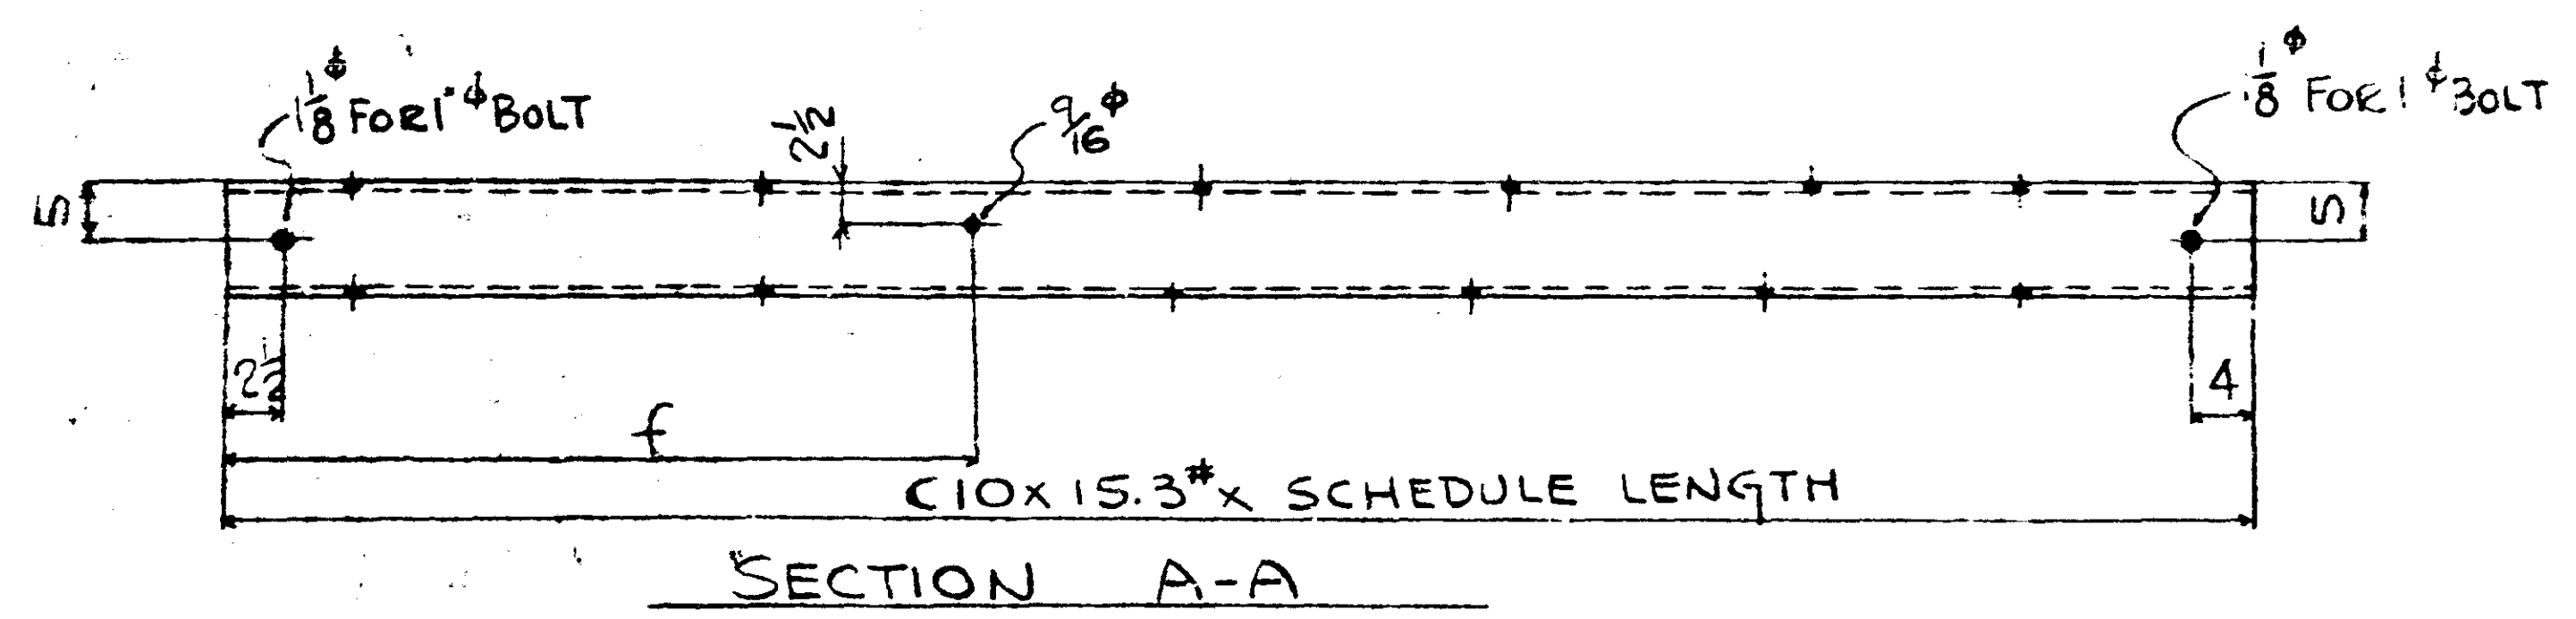 1 1/8 ⌀ FOR 1" ⌀ BOLT
2 1/2
9/16 ⌀
1 1/8 ⌀ FOR 1 ⌀ BOLT
5
5
2 1/2
4
f
C10 x 15.3# x SCHEDULE LENGTH
SECTION A-A